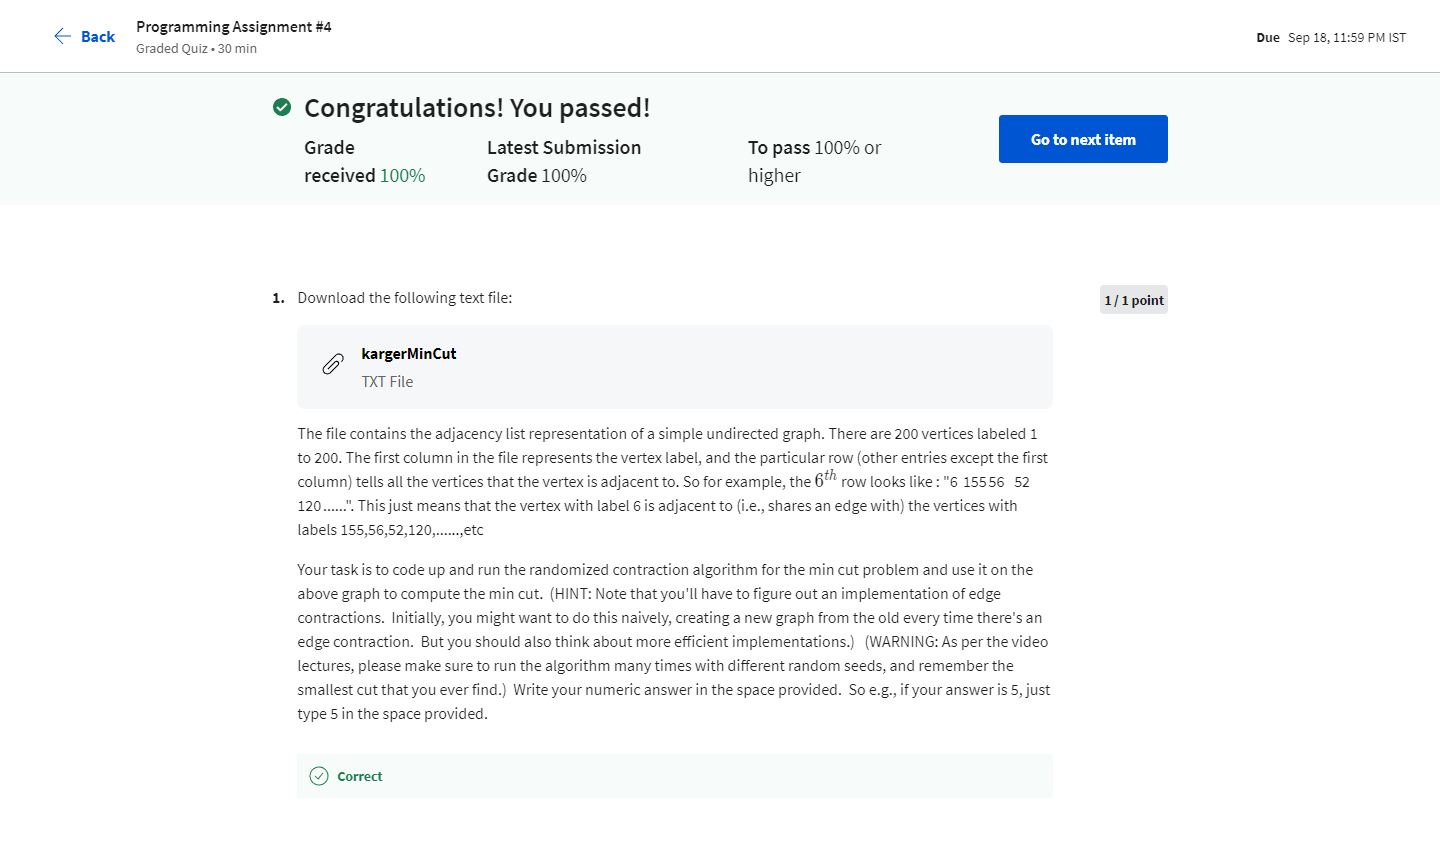 Back
Programming Assignment #4
Graded Quiz • 30 min
Due Sep 18, 11:59 PM IST
Congratulations! You passed!
Grade
received 100%
Latest Submission
Grade 100%
To pass 100% or
higher
Go to next item
1. Download the following text file:
1 / 1 point
kargerMinCut
TXT File
The file contains the adjacency list representation of a simple undirected graph. There are 200 vertices labeled 1
to 200. The first column in the file represents the vertex label, and the particular row (other entries except the first
column) tells all the vertices that the vertex is adjacent to. So for example, the 6th row looks like : "6 155 56 52
120......". This just means that the vertex with label 6 is adjacent to (i.e., shares an edge with) the vertices with
labels 155,56,52,120,......,etc
Your task is to code up and run the randomized contraction algorithm for the min cut problem and use it on the
above graph to compute the min cut. (HINT: Note that you'll have to figure out an implementation of edge
contractions. Initially, you might want to do this naively, creating a new graph from the old every time there's an
edge contraction. But you should also think about more efficient implementations.) (WARNING: As per the video
lectures, please make sure to run the algorithm many times with different random seeds, and remember the
smallest cut that you ever find.) Write your numeric answer in the space provided. So e.g., if your answer is 5, just
type 5 in the space provided.
Correct